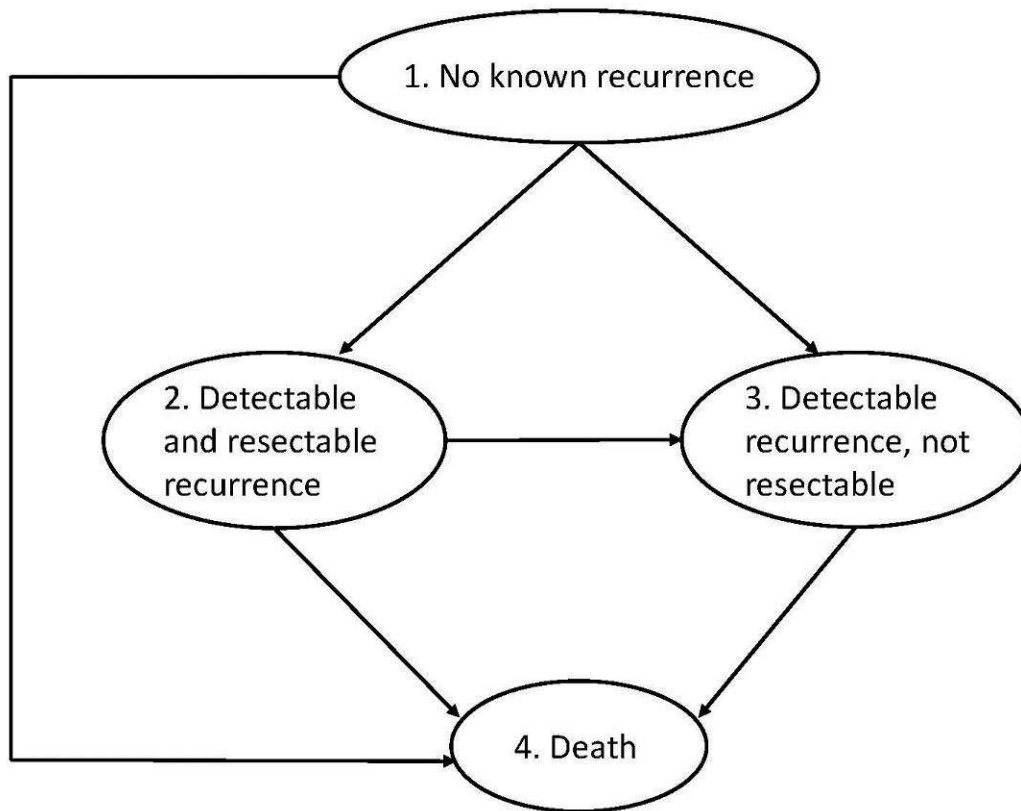 1. No known recurrence
2. Detectable
and resectable
recurrence
3. Detectable
recurrence, not
resectable
4. Death